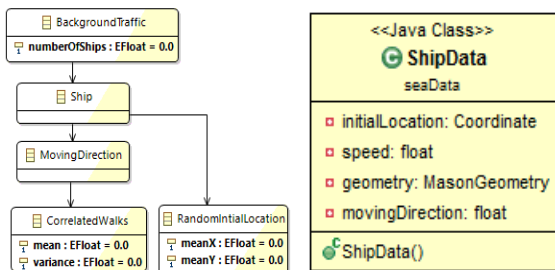 BackgroundTraffic
numberOfShips : EFloat = 0.0
Ship
MovingDirection
CorrelatedWalks
mean : EFloat = 0.0
variance : EFloat = 0.0
RandomIntialLocation
meanX : EFloat = 0.0
meanY : EFloat = 0.0
<<Java Class>>
C ShipData
seaData
initialLocation: Coordinate
speed: float
geometry: MasonGeometry
movingDirection: float
C ShipData()